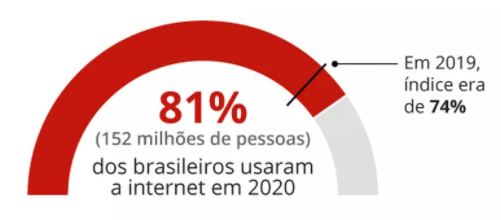 81%
(152 milhões de pessoas)
dos brasileiros usaram
a internet em 2020
Em 2019,
índice era
de 74%